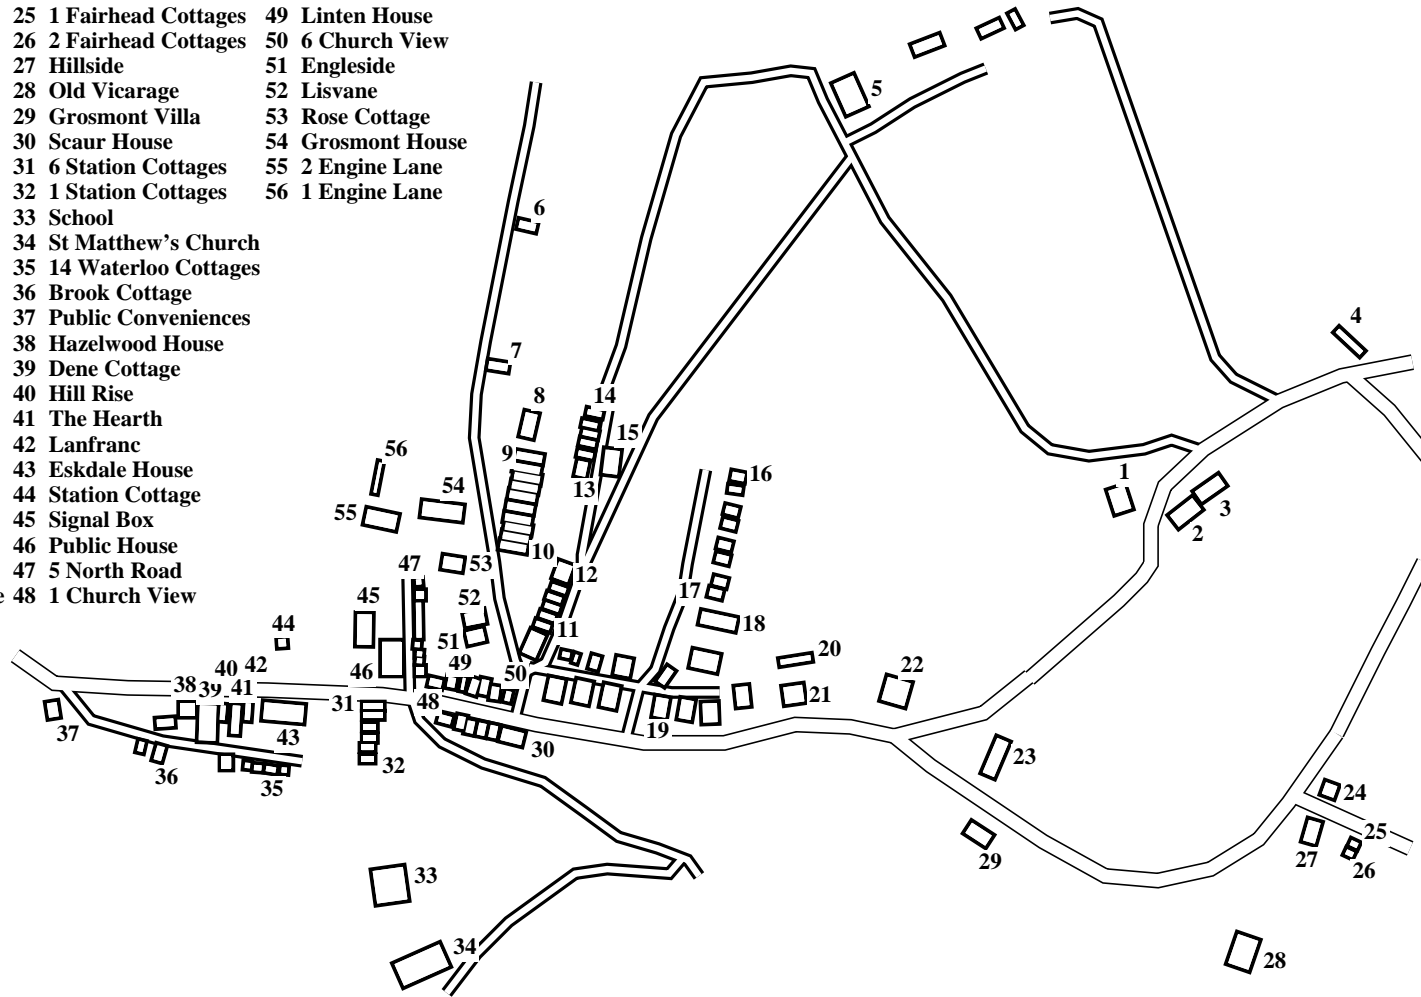 25 1 Fairhead Cottages
26 2 Fairhead Cottages
27 Hillside
28 Old Vicarage
29 Grosmont Villa
30 Scaur House
31 6 Station Cottages
32 1 Station Cottages
33 School
34 St Matthew's Church
35 14 Waterloo Cottages
36 Brook Cottage
37 Public Conveniences
38 Hazelwood House
39 Dene Cottage
40 Hill Rise
41 The Hearth
42 Lanfranc
43 Eskdale House
44 Station Cottage
45 Signal Box
46 Public House
47 5 North Road
e 48 1 Church View
49 Linten House
50 6 Church View
51 Engleside
52 Lisvane
53 Rose Cottage
54 Grosmont House
55 2 Engine Lane
56 1 Engine Lane
5
6
4
7
8
14
15
9
56
16
1
3
54
13
55
2
10
47
53
12
17
45
52
44
11
18
51
20
40 42
46
49
50
22
38 39 41
31
48
21
37
43
19
30
23
32
36
35
24
25
29
27
26
33
34
28